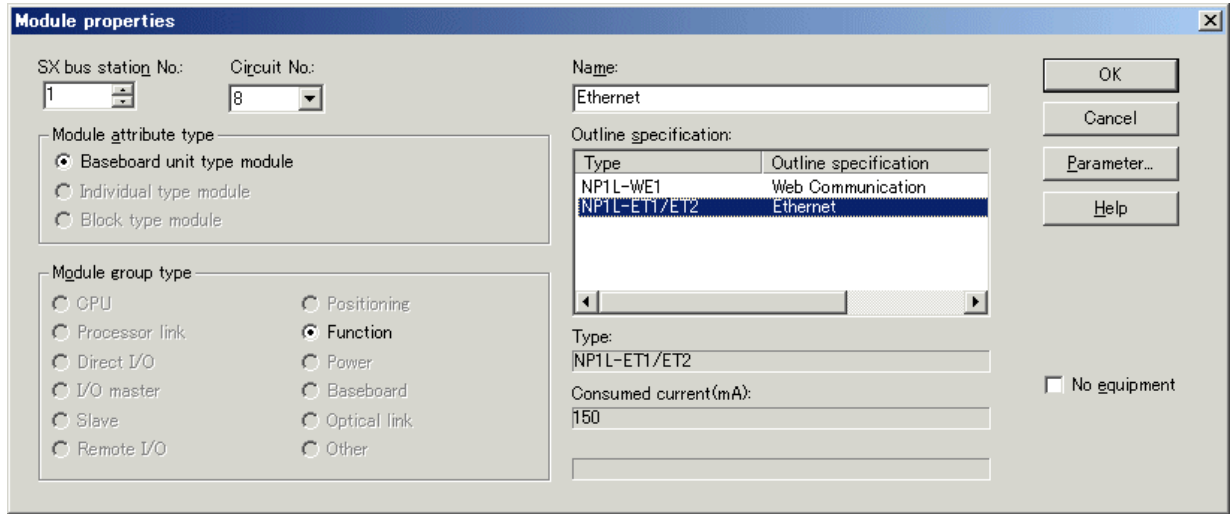 Module properties
SX bus station No.: Circuit No.:
1 8
Module attribute type
Baseboard unit type module
Individual type module
Block type module
Module group type
CPU
Processor link
Direct I/O
I/O master
Slave
Remote I/O
Positioning
Function
Power
Baseboard
Optical link
Other
Name:
Ethernet
Outline specification:
Type Outline specification
NP1L-WE1 Web Communication
NP1L-ET1/ET2 Ethernet
Type:
NP1L-ET1/ET2
Consumed current(mA):
150
OK
Cancel
Parameter...
Help
No equipment